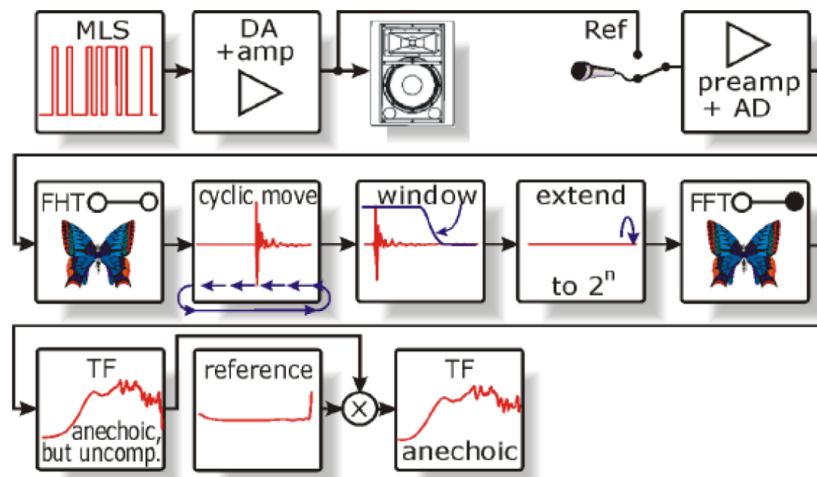 MLS
DA
+amp
Ref
preamp
+ AD
FHT
cyclic move
window
extend
to 2ⁿ
FFT
TF
anechoic,
but uncomp.
reference
TF
anechoic